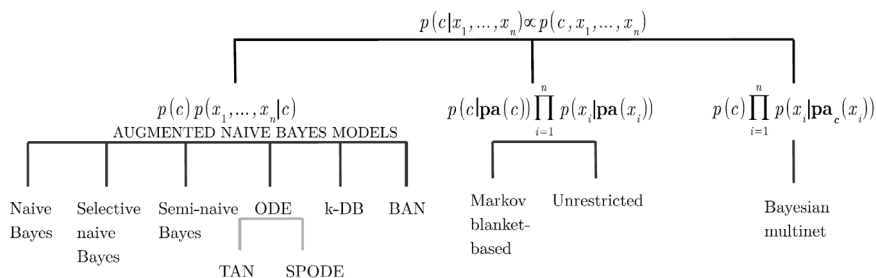 p(c|x₁,…,xₙ)∝p(c,x₁,…,xₙ)
p(c)p(x₁,…,xₙ|c)
p(c|pa(c))∏ⁿᵢ₌₁ p(xᵢ|pa(xᵢ))
p(c)∏ⁿᵢ₌₁ p(xᵢ|pa_c(xᵢ))
AUGMENTED NAIVE BAYES MODELS
Naive
Bayes
Selective
naive
Bayes
Semi-naive
Bayes
ODE
k-DB
BAN
TAN
SPODE
Markov
blanket-
based
Unrestricted
Bayesian
multinet